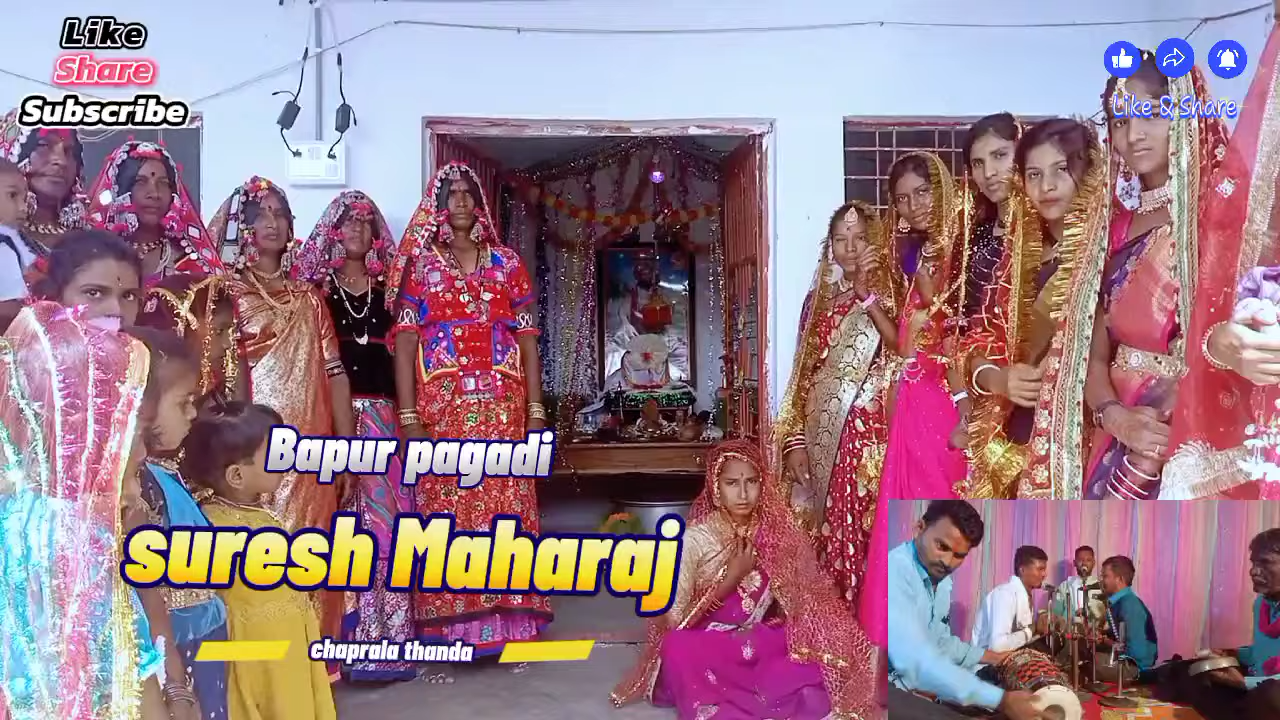 Like
Share
Subscribe
Like & Share
Bapur pagadi
suresh Maharaj
chaprala thanda